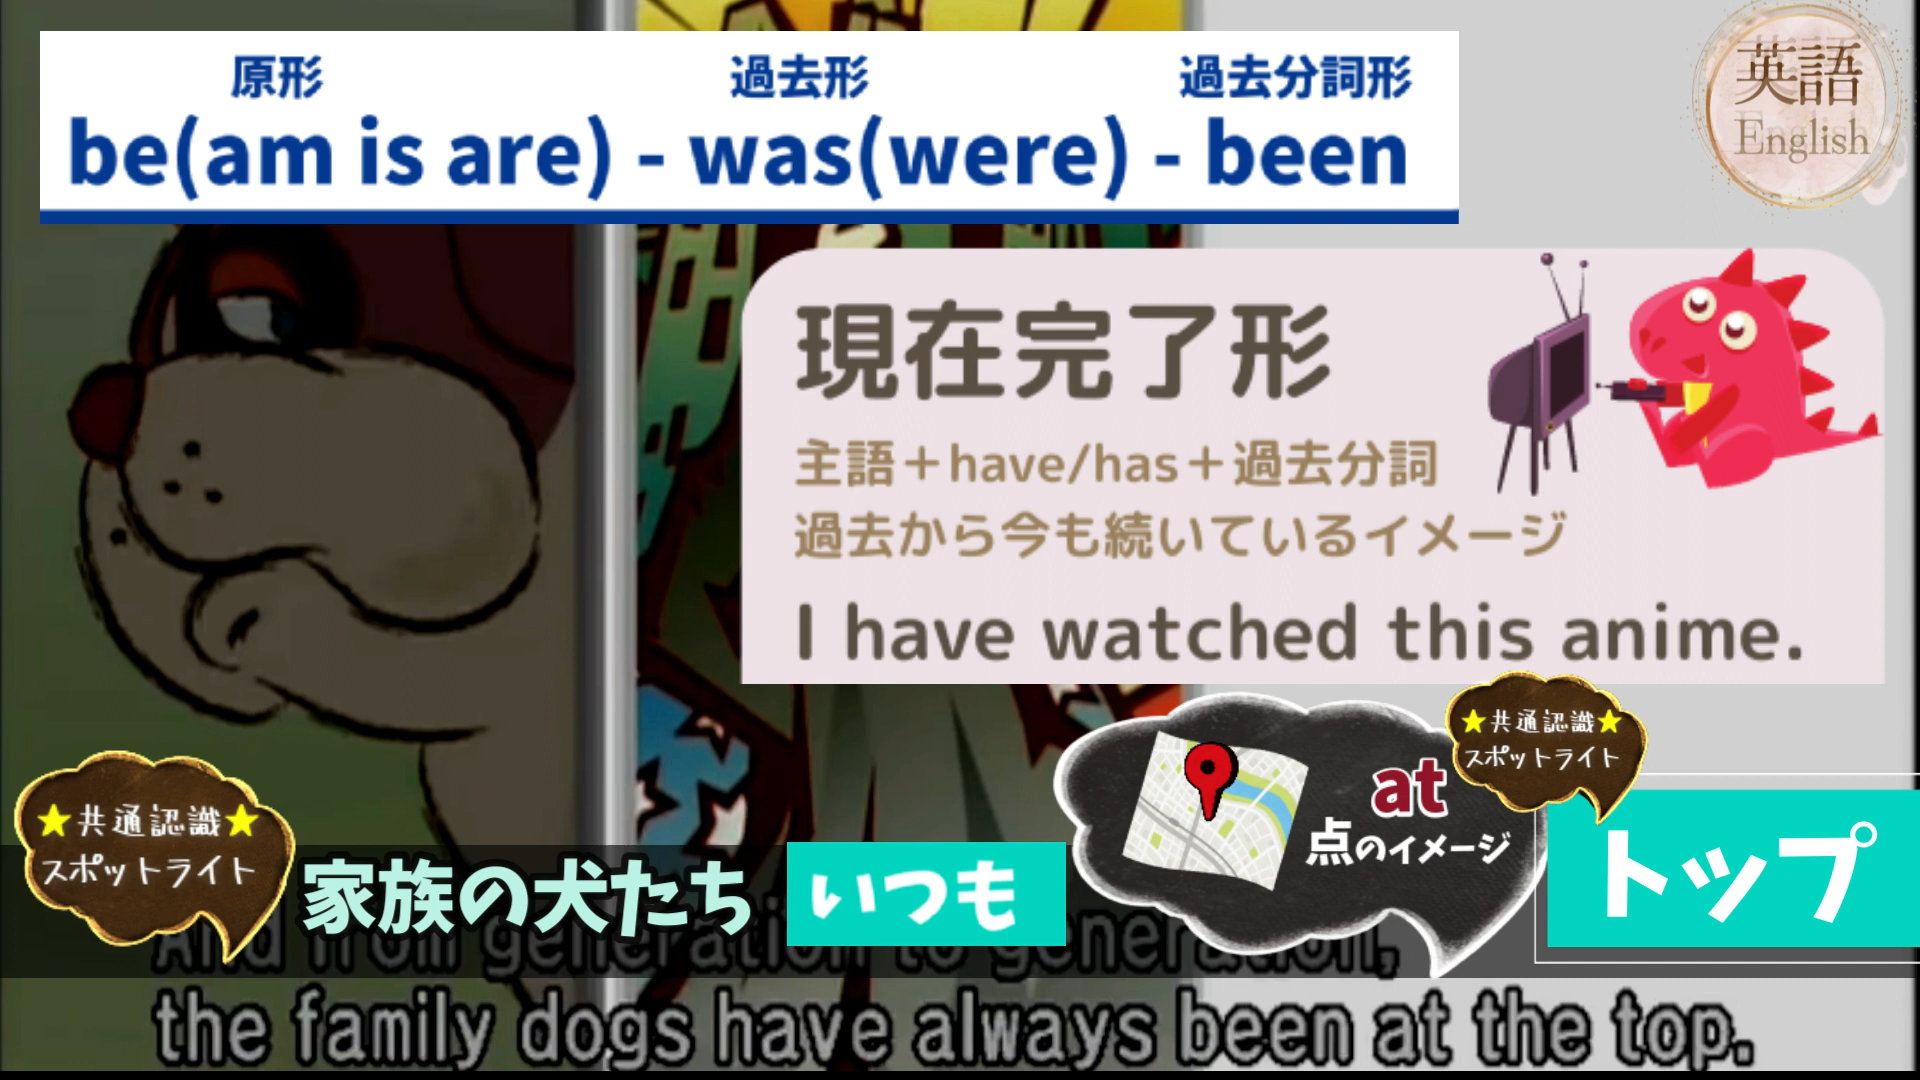 原形 過去形 過去分詞形
be(am is are) - was(were) - been
英語
English
現在完了形
主語+have/has+過去分詞
過去から今も続いているイメージ
I have watched this anime.
★共通認識★
スポットライト
at
点のイメージ
トップ
★共通認識★
スポットライト
家族の犬たち
いつも
And from generation to generation,
the family dogs have always been at the top.